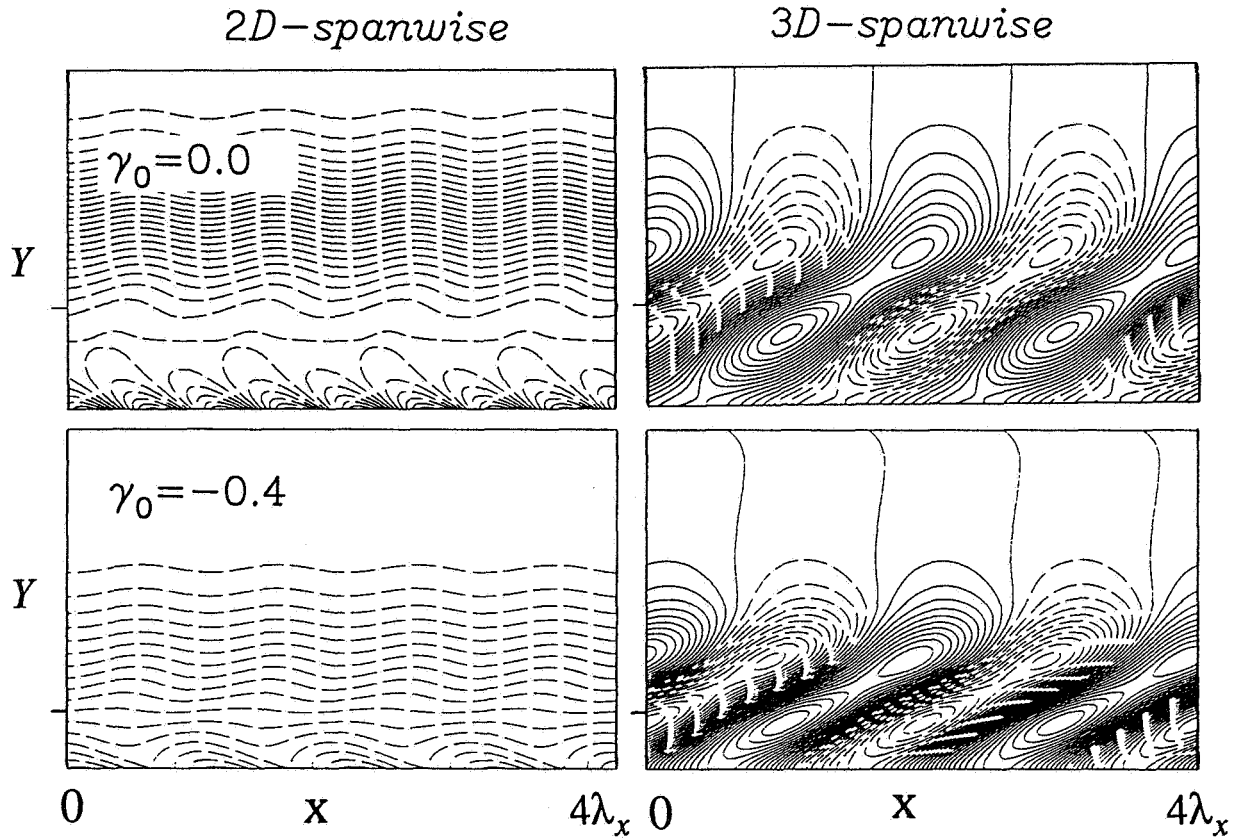 2D-spanwise 3D-spanwise
γ₀=0.0
Y
γ₀=-0.4
Y
0 x 4λₓ 0 x 4λₓ